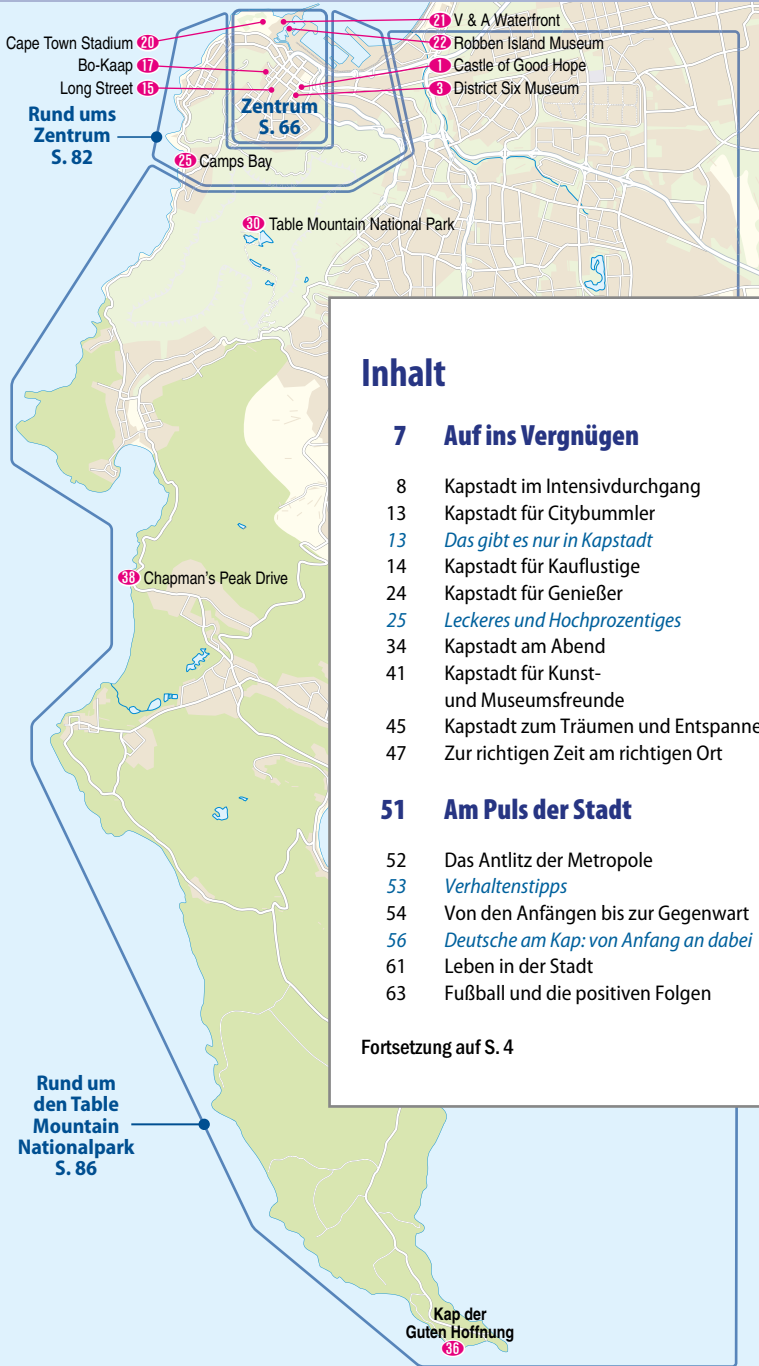 Cape Town Stadium 20
Bo-Kaap 17
Long Street 15
21 V & A Waterfront
22 Robben Island Museum
1 Castle of Good Hope
3 District Six Museum
Zentrum
S. 66
Rund ums
Zentrum
S. 82
25 Camps Bay
30 Table Mountain National Park
38 Chapman's Peak Drive
Rund um
den Table
Mountain
Nationalpark
S. 86
Kap der
Guten Hoffnung
36
Inhalt
7 Auf ins Vergnügen
8 Kapstadt im Intensivdurchgang
13 Kapstadt für Citybummler
13 Das gibt es nur in Kapstadt
14 Kapstadt für Kauflustige
24 Kapstadt für Genießer
25 Leckeres und Hochprozentiges
34 Kapstadt am Abend
41 Kapstadt für Kunst-
und Museumsfreunde
45 Kapstadt zum Träumen und Entspanne
47 Zur richtigen Zeit am richtigen Ort
51 Am Puls der Stadt
52 Das Antlitz der Metropole
53 Verhaltenstipps
54 Von den Anfängen bis zur Gegenwart
56 Deutsche am Kap: von Anfang an dabei
61 Leben in der Stadt
63 Fußball und die positiven Folgen
Fortsetzung auf S. 4